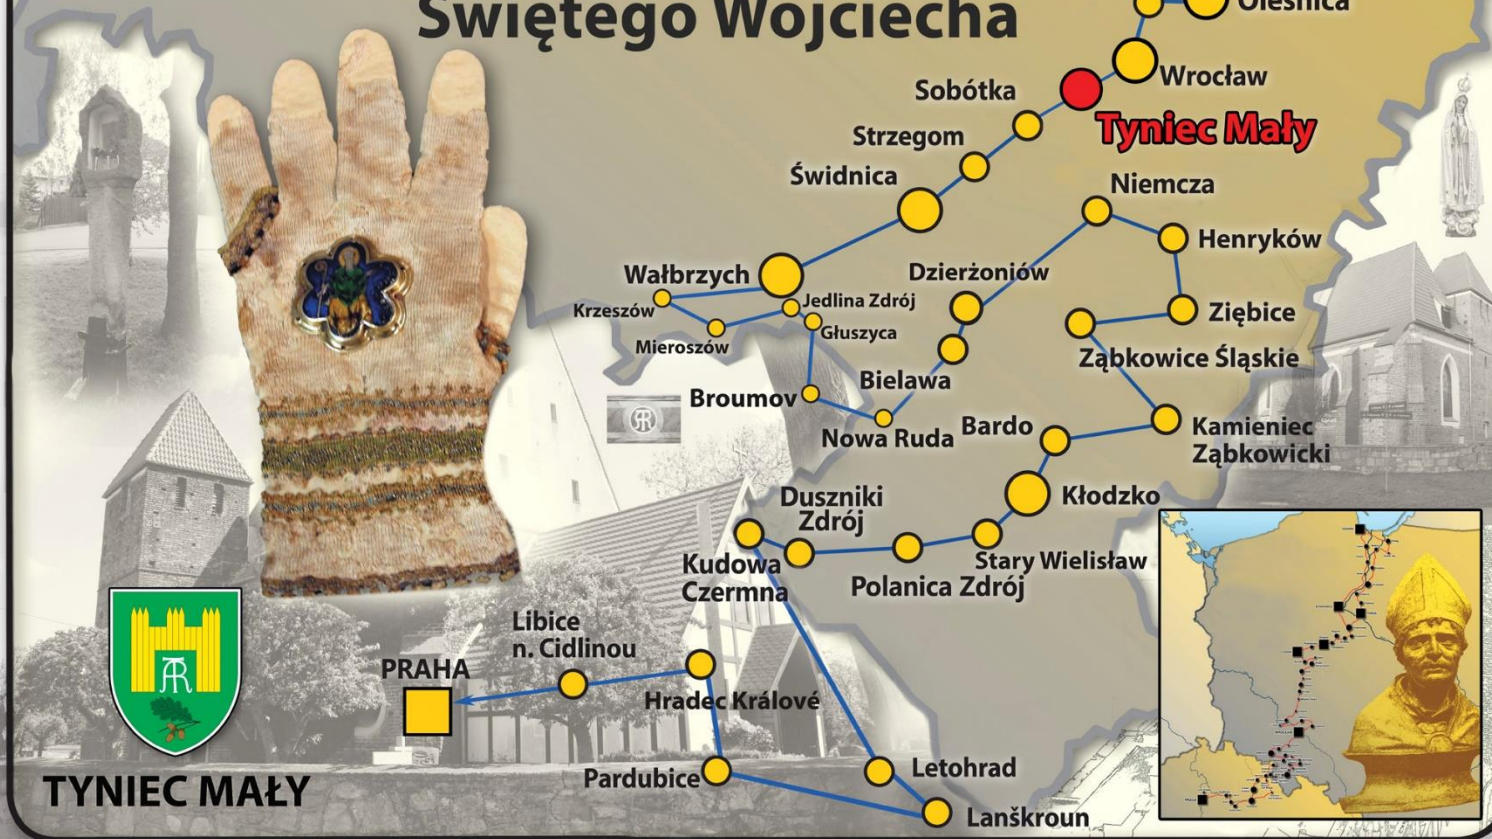 Świętego Wojciecha
Oleśnica
Wrocław
Sobótka
Tyniec Mały
Strzegom
Świdnica
Niemcza
Henryków
Wałbrzych
Dzierżoniów
Krzeszów
Jedlina Zdrój
Ziębice
Głuszyca
Mieroszów
Ząbkowice Śląskie
Bielawa
Broumov
Nowa Ruda
Bardo
Kamieniec
Ząbkowicki
Duszniki
Zdrój
Kłodzko
Kudowa
Czermna
Stary Wielisław
Polanica Zdrój
Libice
n. Cidlinou
PRAHA
Hradec Králové
Pardubice
Letohrad
Lanškroun
TYNIEC MAŁY